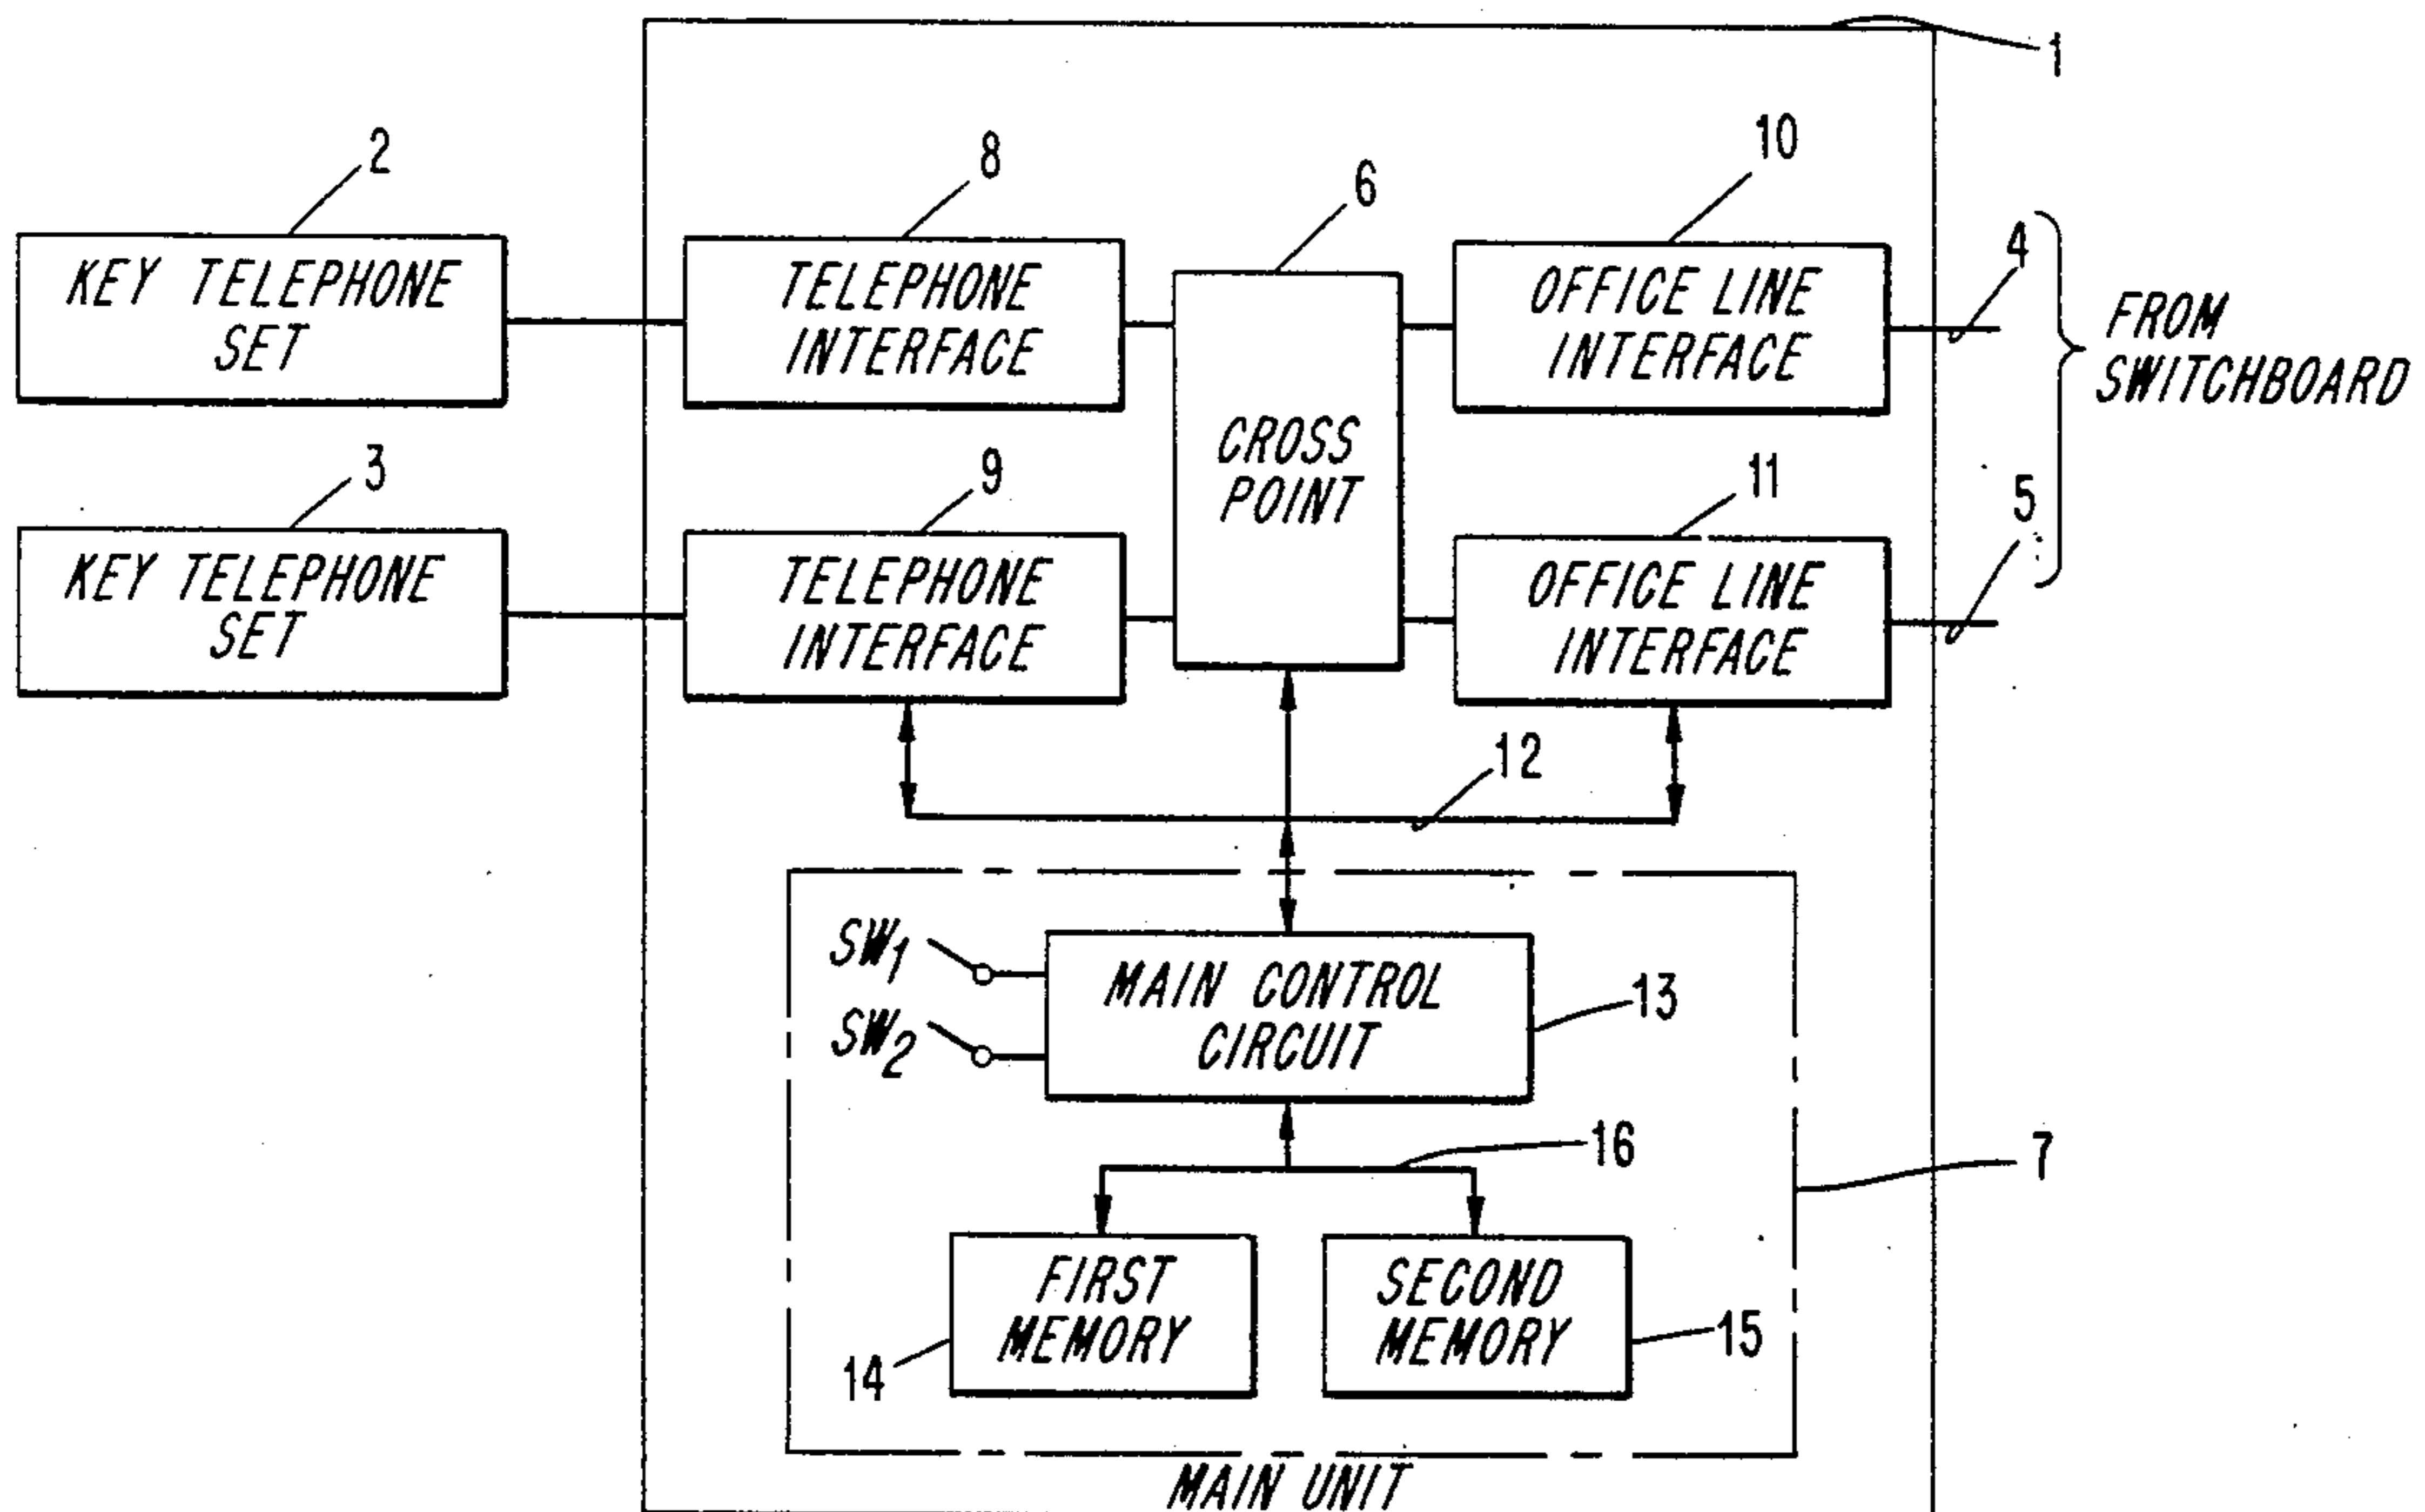 1
2
8
6
10
KEY TELEPHONE
SET
TELEPHONE
INTERFACE
CROSS
POINT
OFFICE LINE
INTERFACE
4
FROM
SWITCHBOARD
3
9
11
5
KEY TELEPHONE
SET
TELEPHONE
INTERFACE
OFFICE LINE
INTERFACE
12
SW1
SW2
MAIN CONTROL
CIRCUIT
13
16
7
FIRST
MEMORY
14
SECOND
MEMORY
15
MAIN UNIT